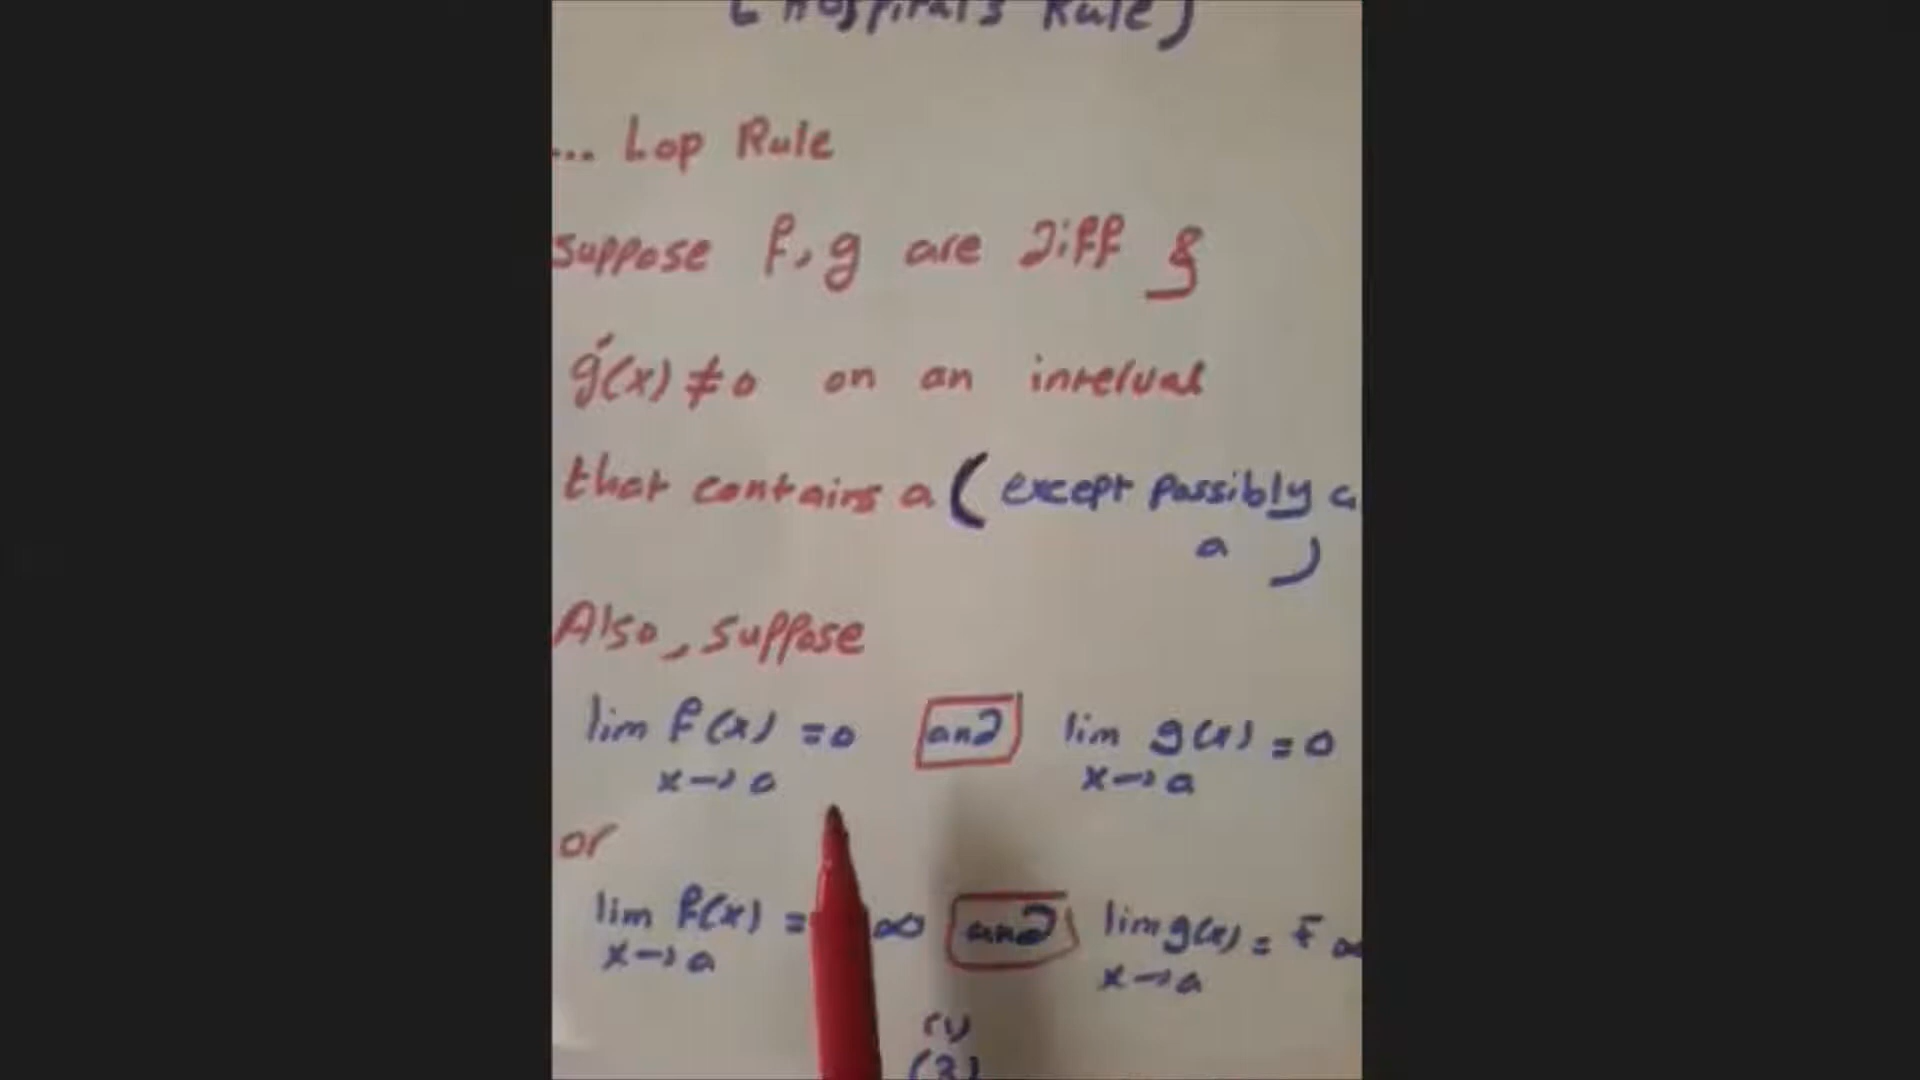 L'Hospital's Rule)
... Lop Rule
suppose f, g are diff &
g'(x) ≠ 0 on an interval
that contains a (except possibly a
a )
Also, suppose
lim f(x) = 0 and lim g(x) = 0
x → a x → a
or
lim f(x) = ∞ and lim g(x) = ∓ ∞
x → a x → a
(1)
(2)